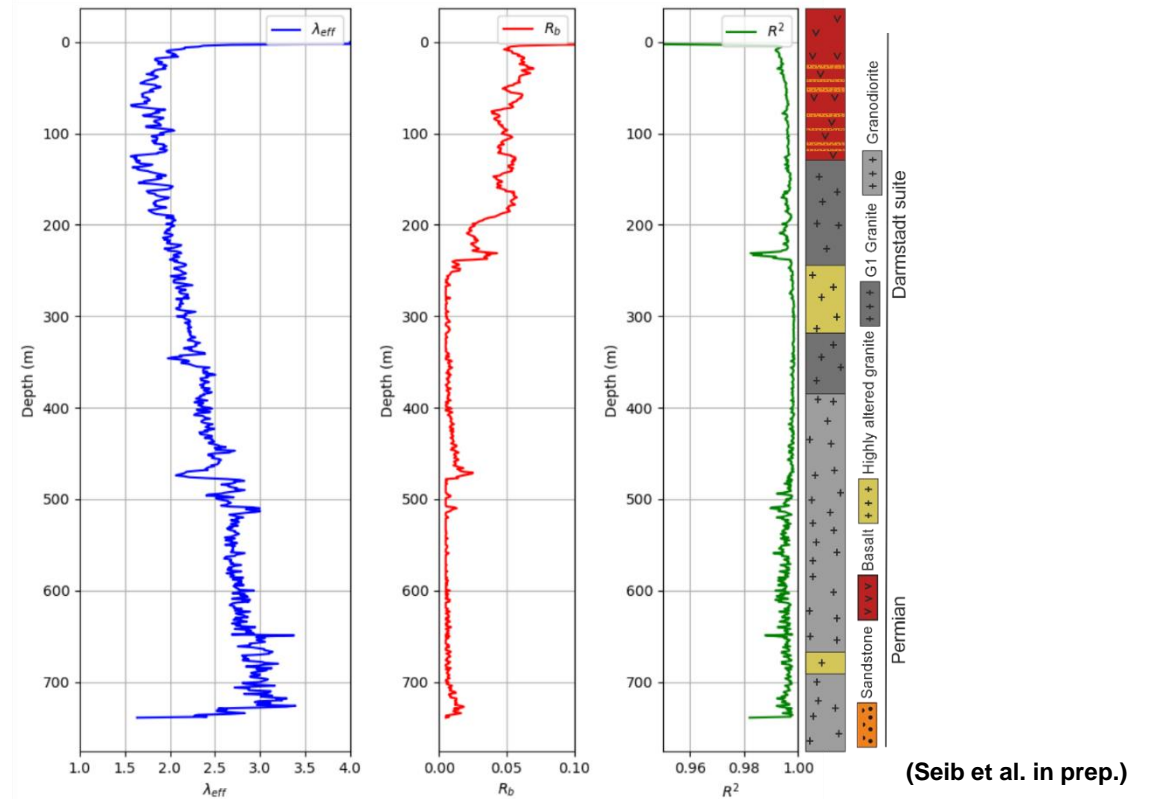 λeff
Rb
R²
0
100
200
300
400
500
600
700
Depth (m)
1.0 1.5 2.0 2.5 3.0 3.5 4.0
λeff
0
100
200
300
400
500
600
700
Depth (m)
0.00 0.05 0.10
Rb
0
100
200
300
400
500
600
700
Depth (m)
0.96 0.98 1.00
R²
Sandstone
Basalt
Highly altered granite
G1 Granite
Granodiorite
Permian
Darmstadt suite
(Seib et al. in prep.)